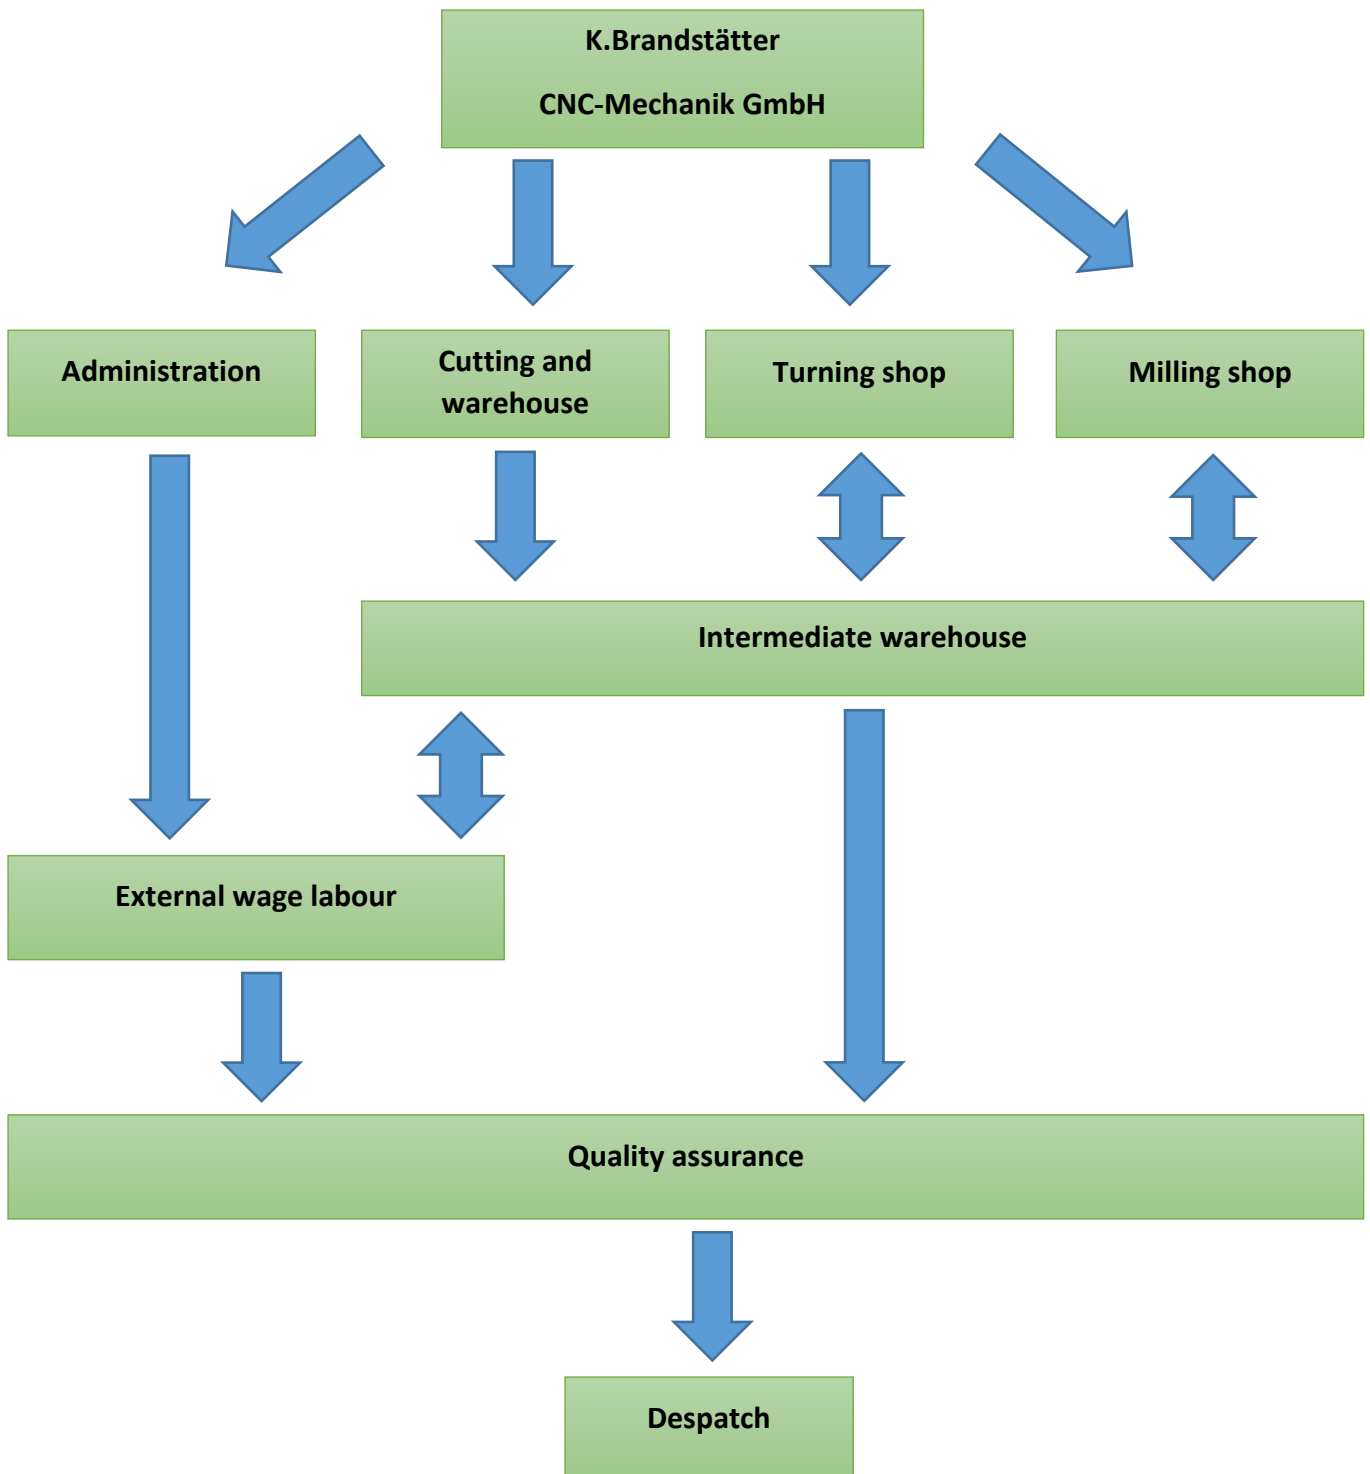 K.Brandstätter
CNC-Mechanik GmbH
Administration
Cutting and
warehouse
Turning shop
Milling shop
Intermediate warehouse
External wage labour
Quality assurance
Despatch